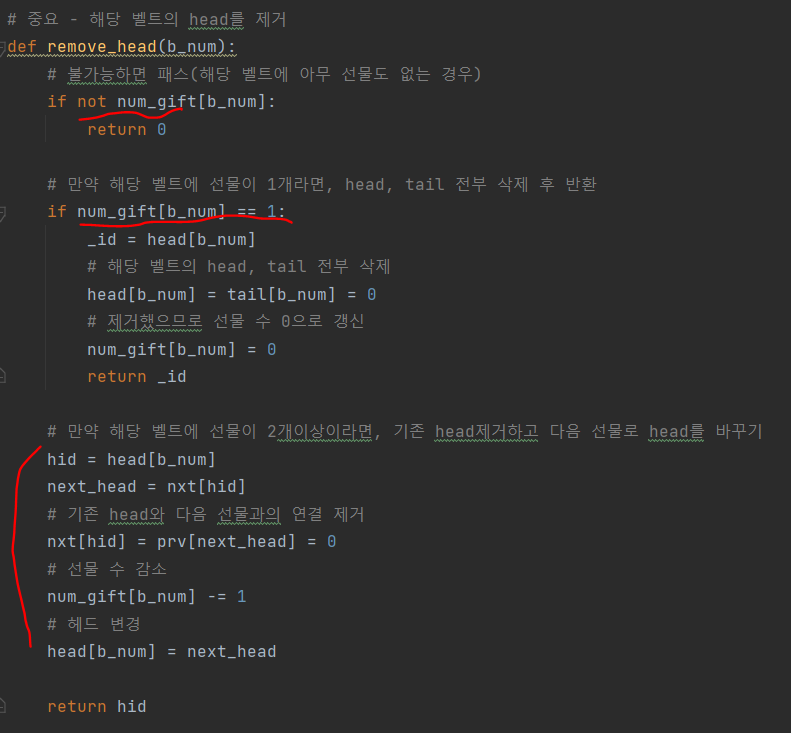 # 중요 - 해당 벨트의 head를 제거
def remove_head(b_num):
# 불가능하면 패스(해당 벨트에 아무 선물도 없는 경우)
if not num_gift[b_num]:
return 0
# 만약 해당 벨트에 선물이 1개라면, head, tail 전부 삭제 후 반환
if num_gift[b_num] == 1:
_id = head[b_num]
# 해당 벨트의 head, tail 전부 삭제
head[b_num] = tail[b_num] = 0
# 제거했으므로 선물 수 0으로 갱신
num_gift[b_num] = 0
return _id
# 만약 해당 벨트에 선물이 2개이상이라면, 기존 head제거하고 다음 선물로 head를 바꾸기
hid = head[b_num]
next_head = nxt[hid]
# 기존 head와 다음 선물과의 연결 제거
nxt[hid] = prv[next_head] = 0
# 선물 수 감소
num_gift[b_num] -= 1
# 헤드 변경
head[b_num] = next_head
return hid